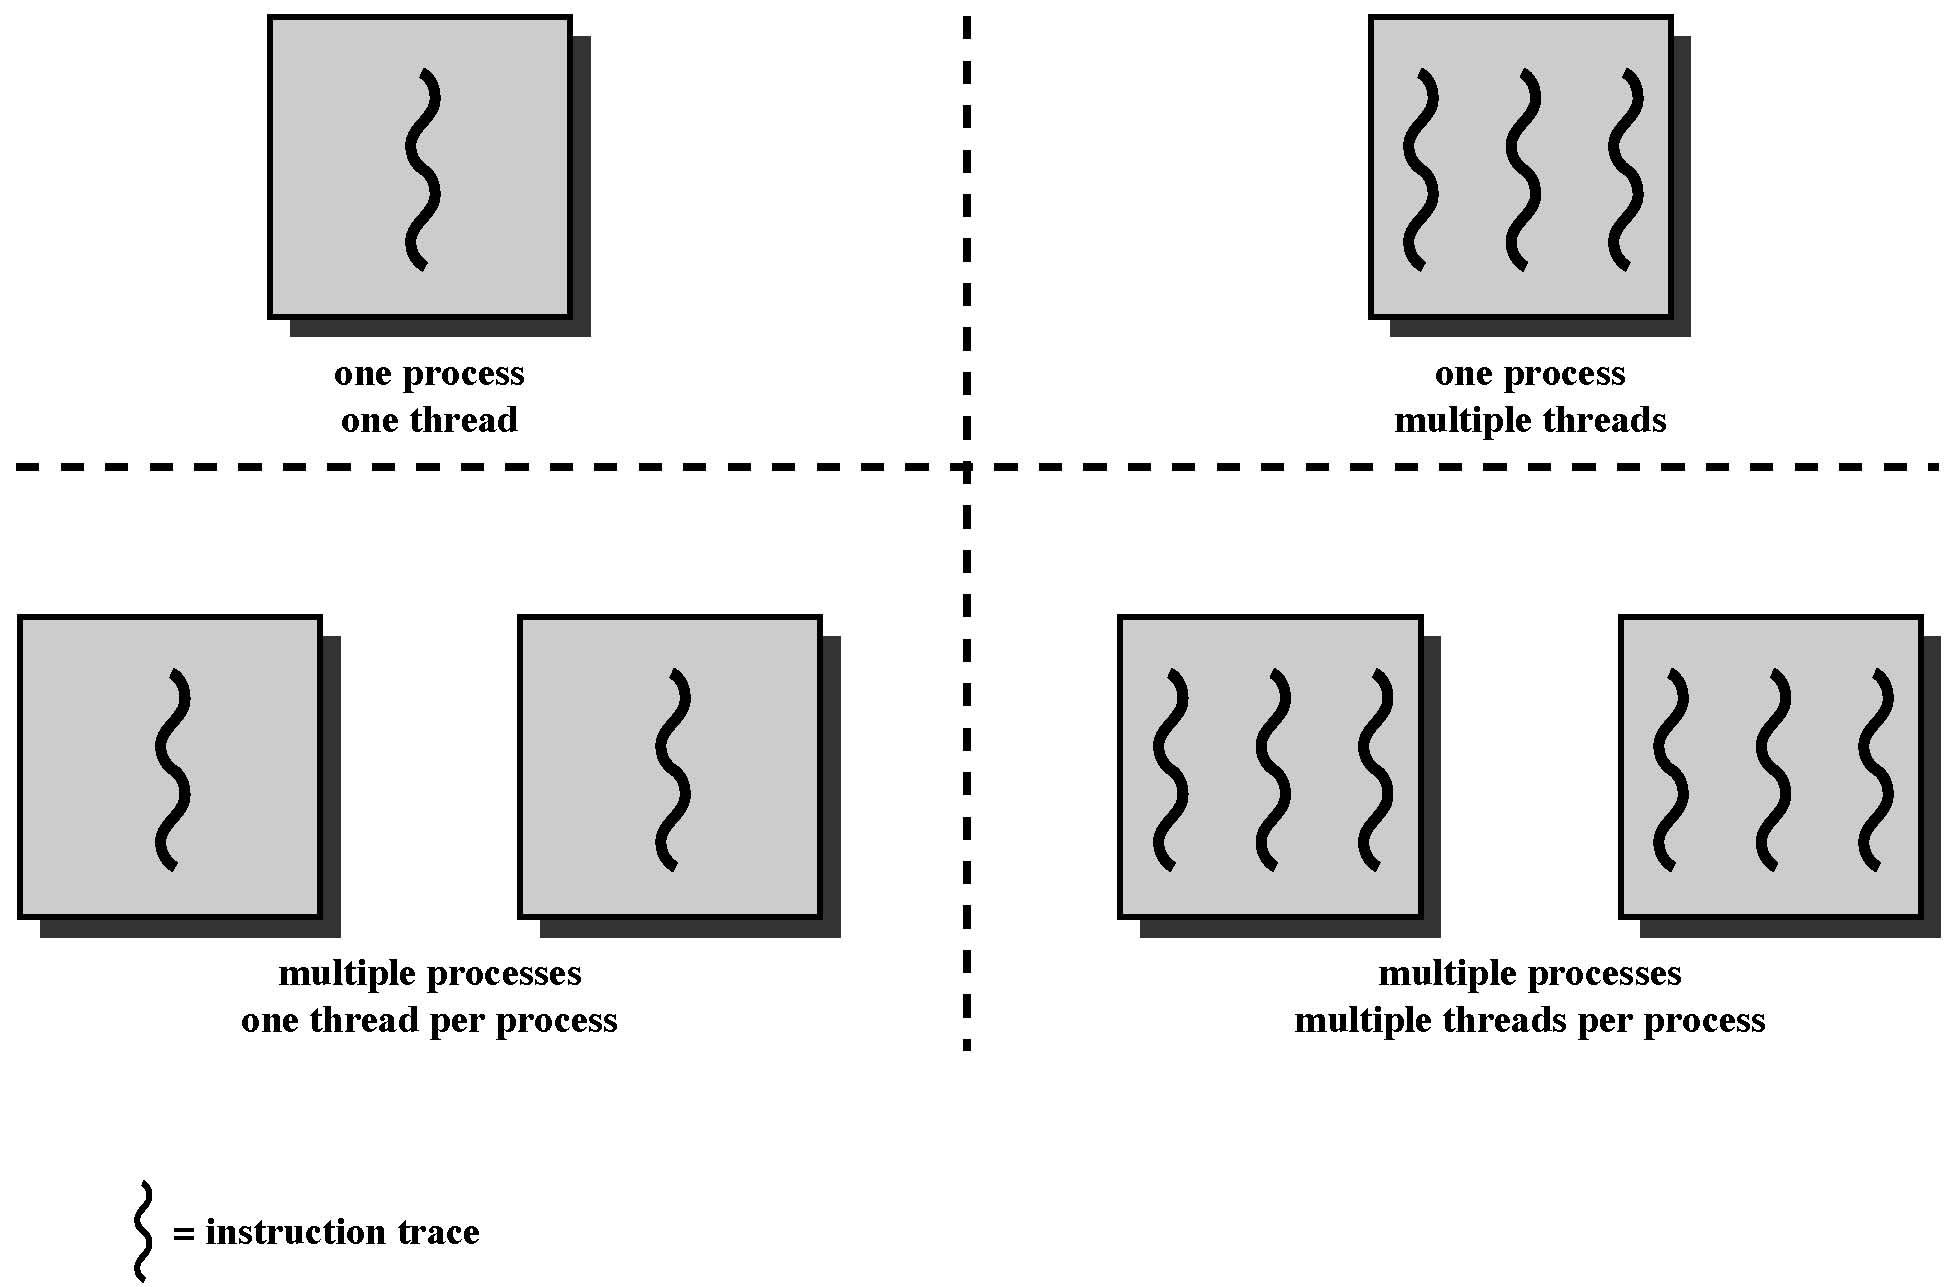 one process
one thread
one process
multiple threads
multiple processes
one thread per process
multiple processes
multiple threads per process
= instruction trace